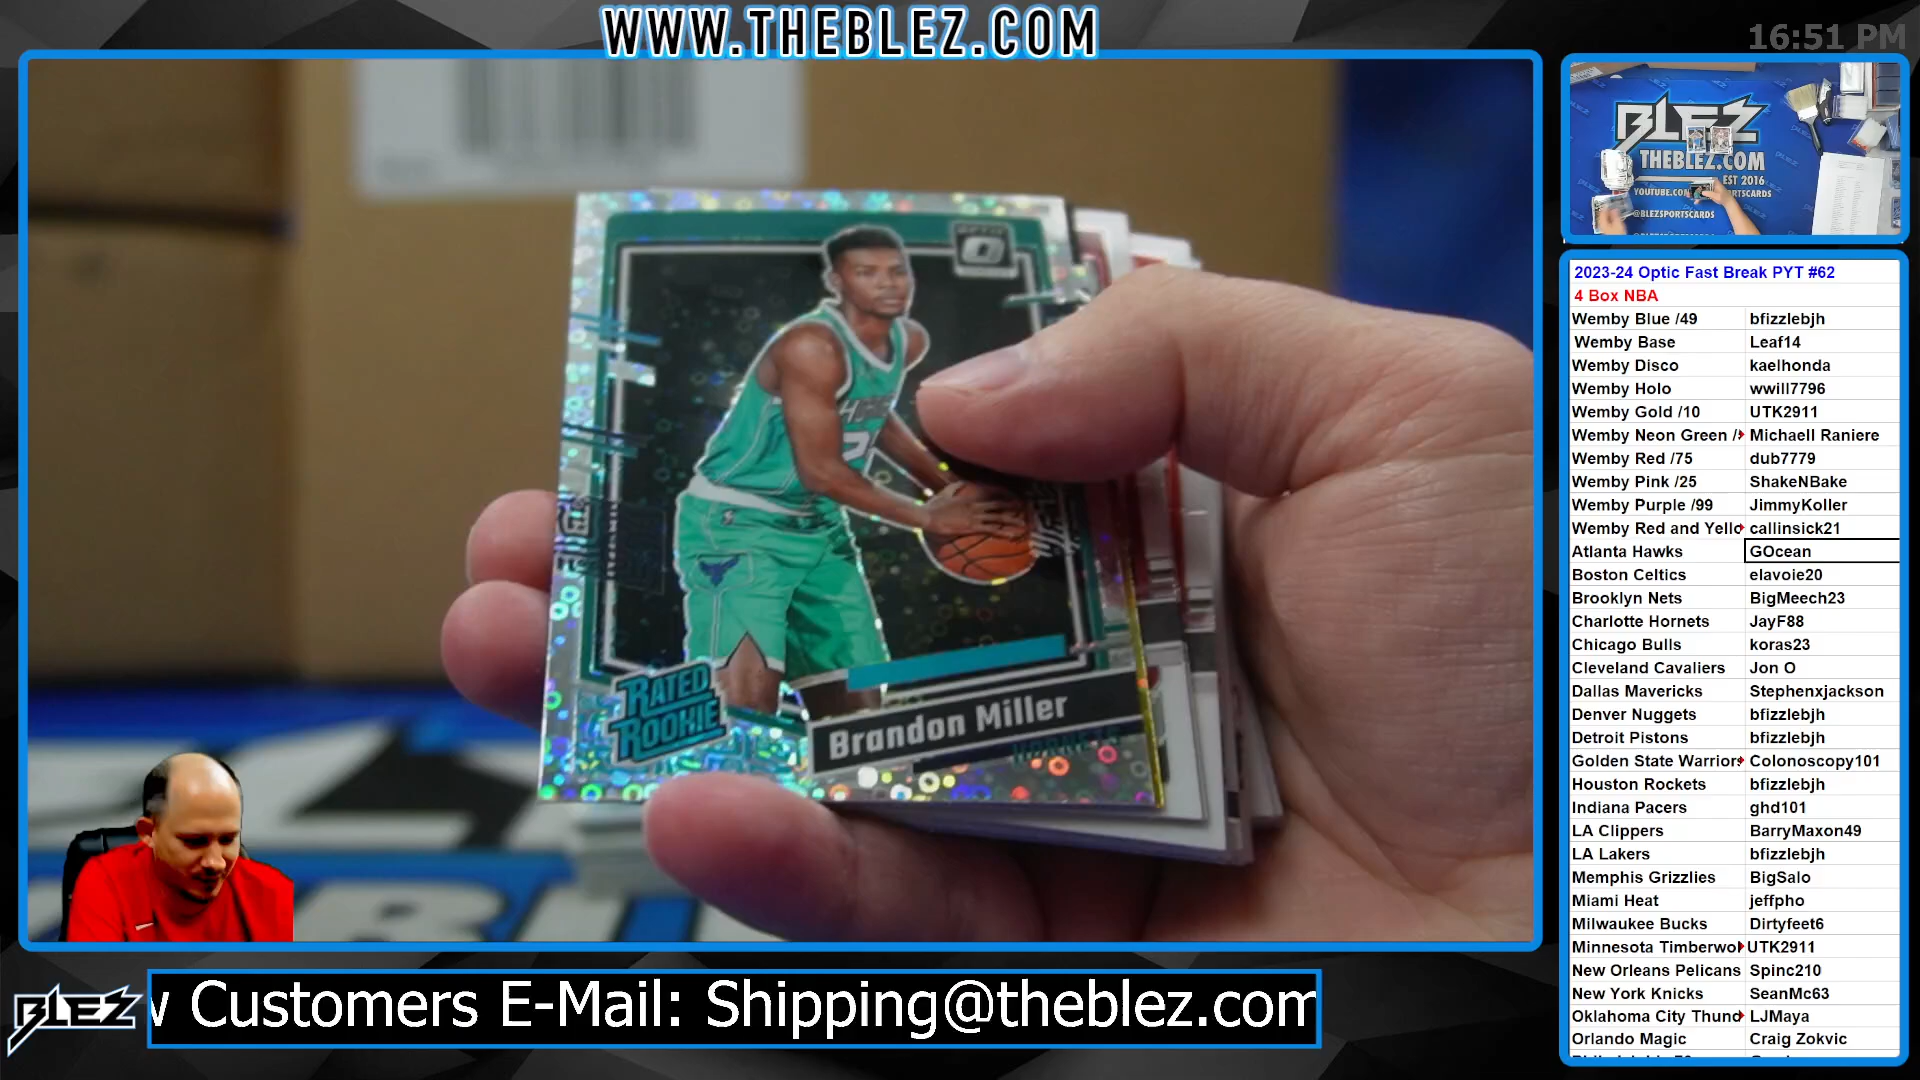 WWW.THEBLEZ.COM
16:51 PM
BLEZ
THEBLEZ.COM
EST 2016
@BLEZSPORTSCARDS
OPTIC
RATED
ROOKIE
Brandon Miller
HORNETS
2023-24 Optic Fast Break PYT #62
4 Box NBA
Wemby Blue /49 bfizzlebjh
Wemby Base Leaf14
Wemby Disco kaelhonda
Wemby Holo wwill7796
Wemby Gold /10 UTK2911
Wemby Neon Green / Michaell Raniere
Wemby Red /75 dub7779
Wemby Pink /25 ShakeNBake
Wemby Purple /99 JimmyKoller
Wemby Red and Yello callinsick21
Atlanta Hawks GOcean
Boston Celtics elavoie20
Brooklyn Nets BigMeech23
Charlotte Hornets JayF88
Chicago Bulls koras23
Cleveland Cavaliers Jon O
Dallas Mavericks Stephenxjackson
Denver Nuggets bfizzlebjh
Detroit Pistons bfizzlebjh
Golden State Warriors Colonoscopy101
Houston Rockets bfizzlebjh
Indiana Pacers ghd101
LA Clippers BarryMaxon49
LA Lakers bfizzlebjh
Memphis Grizzlies BigSalo
Miami Heat jeffpho
Milwaukee Bucks Dirtyfeet6
Minnesota Timberwol UTK2911
New Orleans Pelicans Spinc210
New York Knicks SeanMc63
Oklahoma City Thund LJMaya
Orlando Magic Craig Zokvic
BLEZ
w Customers E-Mail: Shipping@theblez.com